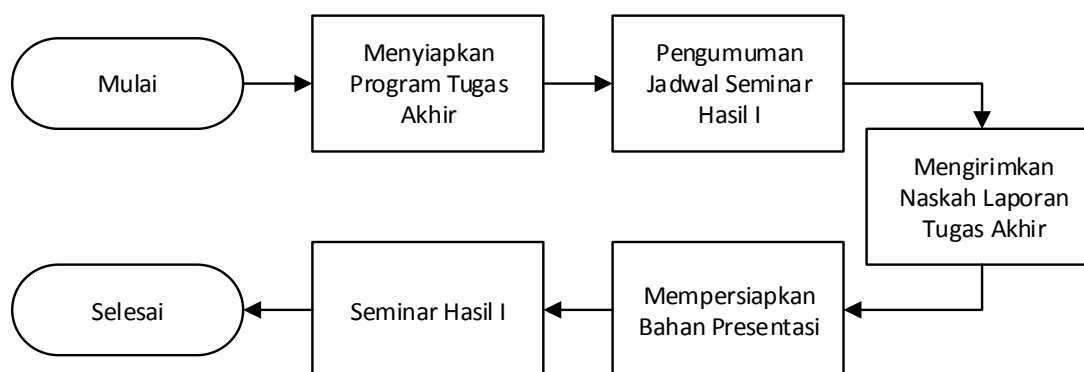 Mulai
Menyiapkan
Program Tugas
Akhir
Pengumuman
Jadwal Seminar
Hasil I
Mengirimkan
Naskah Laporan
Tugas Akhir
Mempersiapkan
Bahan Presentasi
Seminar Hasil I
Selesai